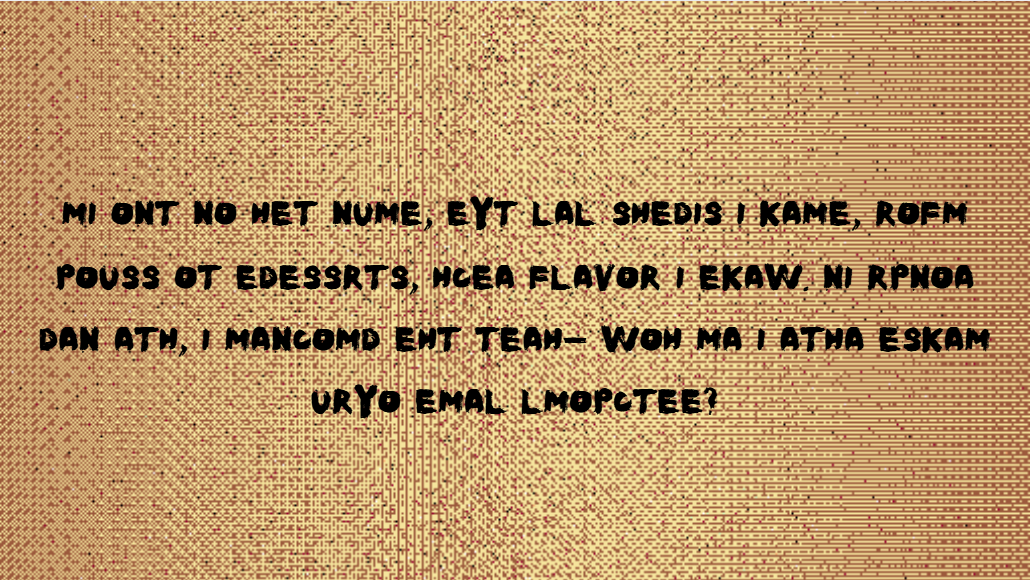 MI ONT NO HET NUME, EYT LAL SHEDIS I KAME, ROFM
POUSS OT EDESSRTS, HCEA FLAVOR I EKAW. NI RPNOA
DAN ATH, I MANCOMD EHT TEAH– WOH MA I ATHA ESKAM
URYO EMAL LMOPCTEE?